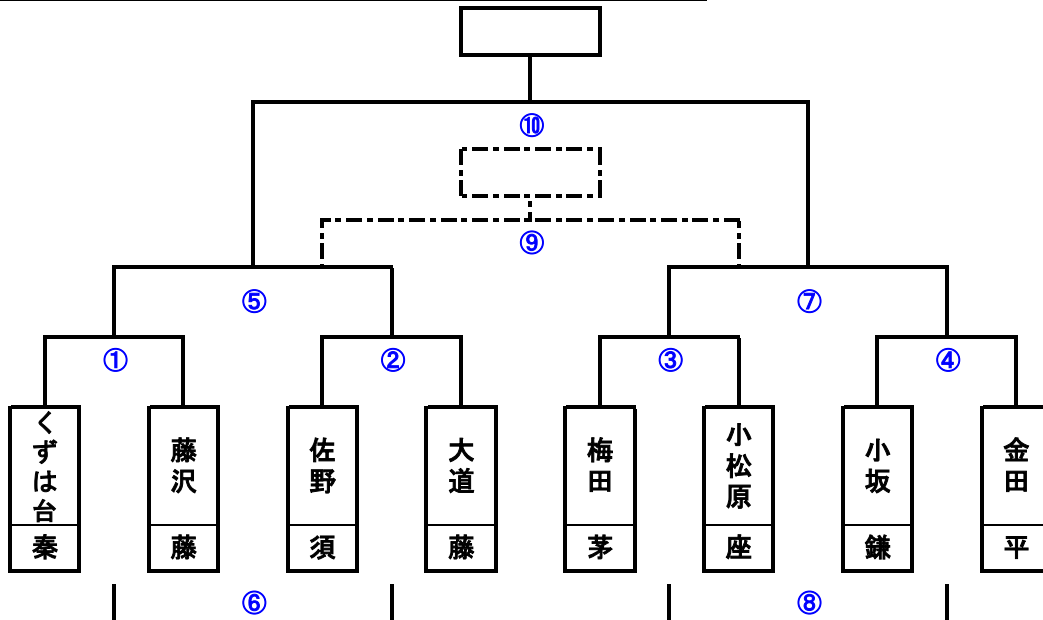 ⑩
⑨
⑤
⑦
①
②
③
④
くずは台
藤沢
佐野
大道
梅田
小松原
小坂
金田
秦
藤
須
藤
茅
座
鎌
平
⑥
⑧